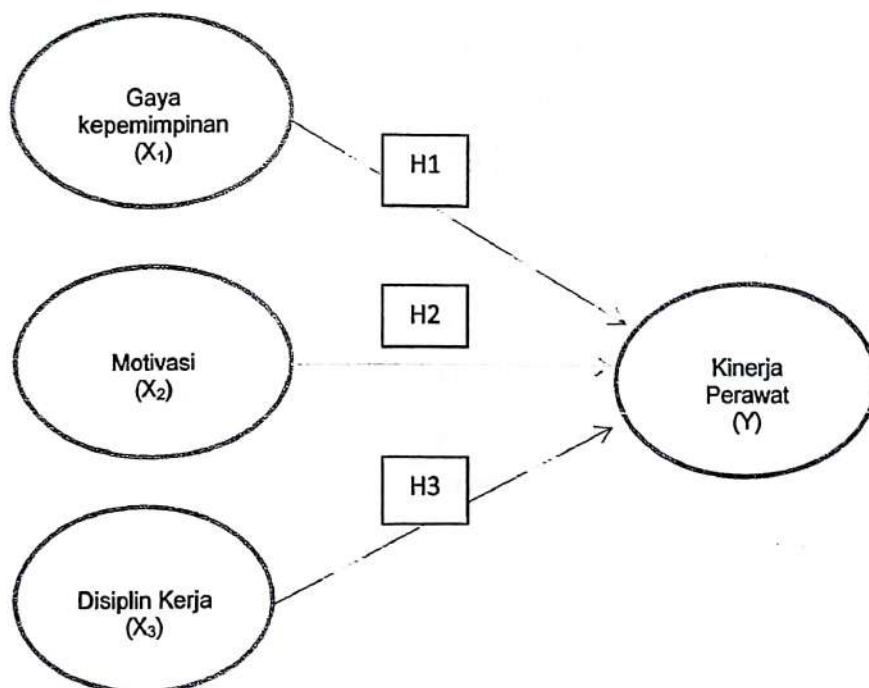 Gaya
kepemimpinan
(X₁)
H1
H2
Motivasi
(X₂)
Kinerja
Perawat
(Y)
H3
Disiplin Kerja
(X₃)